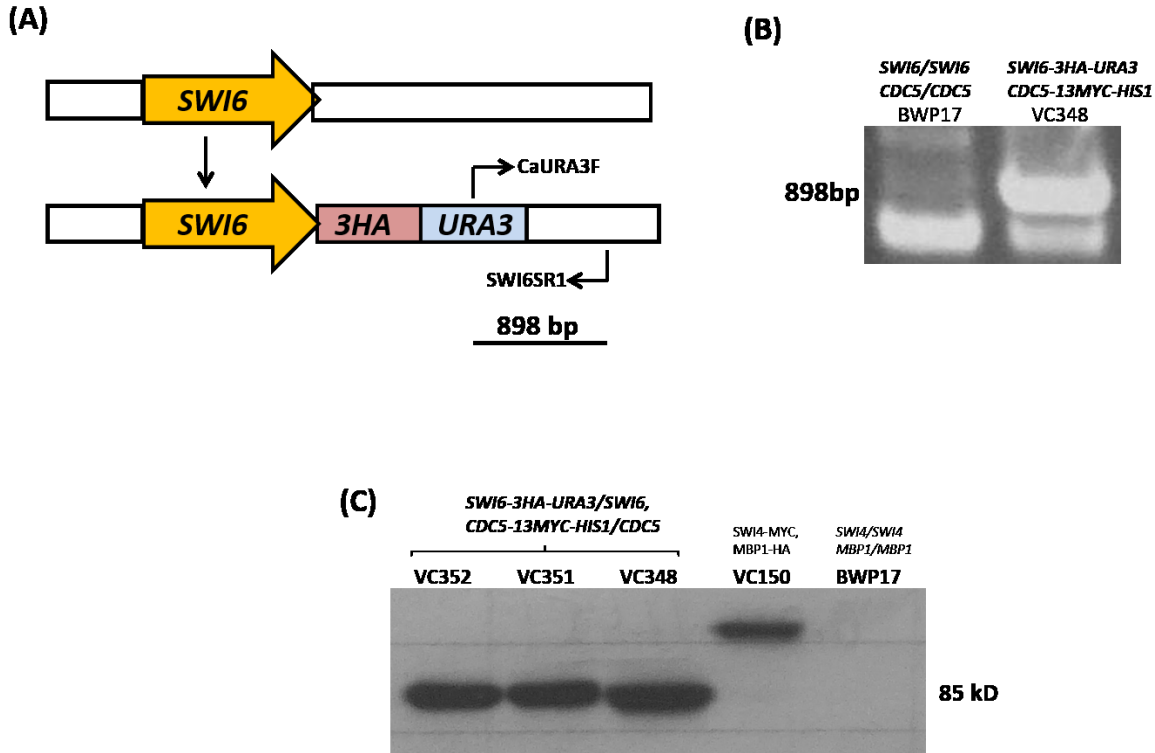 (A)
SWI6
CaURA3F
SWI6
3HA
URA3
SWI6SR1
898 bp
(B)
SWI6/SWI6
CDC5/CDC5
BWP17
SWI6-3HA-URA3
CDC5-13MYC-HIS1
VC348
898bp
(C)
SWI6-3HA-URA3/SWI6,
CDC5-13MYC-HIS1/CDC5
SWI4-MYC,
MBP1-HA
SWI4/SWI4
MBP1/MBP1
VC352
VC351
VC348
VC150
BWP17
85 kD